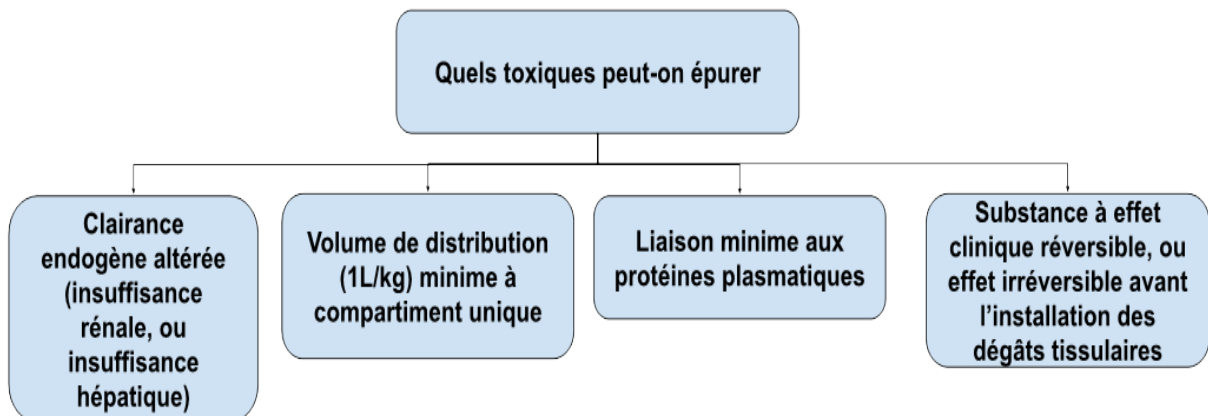 Quels toxiques peut-on épurer
Clairance
endogène altérée
(insuffisance
rénale, ou
insuffisance
hépatique)
Volume de distribution
(1L/kg) minime à
compartiment unique
Liaison minime aux
protéines plasmatiques
Substance à effet
clinique réversible, ou
effet irréversible avant
l’installation des
dégâts tissulaires